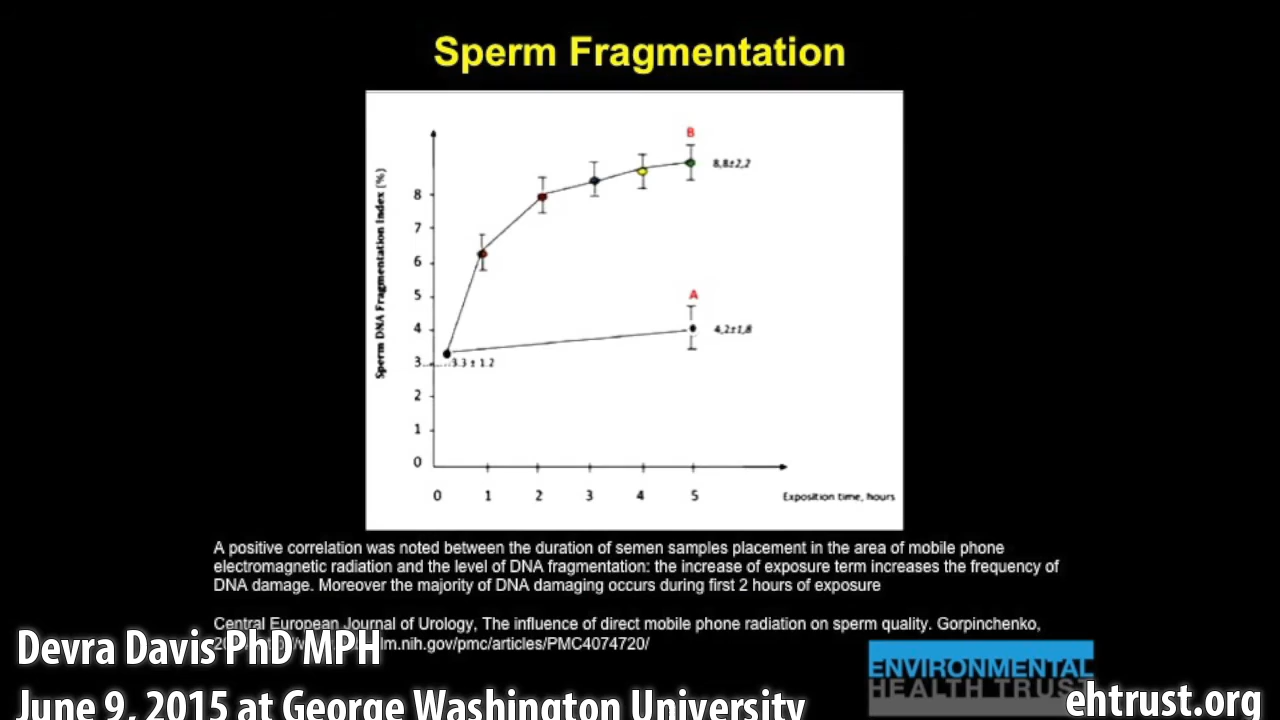 Sperm Fragmentation
B
8,8±2,2
Sperm DNA Fragmentation Index (%)
8
7
6
5
A
4
4,2±1,8
3
3.3 ± 1.2
2
1
0
0 1 2 3 4 5 Exposition time, hours
A positive correlation was noted between the duration of semen samples placement in the area of mobile phone
electromagnetic radiation and the level of DNA fragmentation: the increase of exposure term increases the frequency of
DNA damage. Moreover the majority of DNA damaging occurs during first 2 hours of exposure
Central European Journal of Urology, The influence of direct mobile phone radiation on sperm quality. Gorpinchenko,
lm.nih.gov/pmc/articles/PMC4074720/
Devra Davis PhD MPH
June 9, 2015 at George Washington University
ENVIRONMENTAL
HEALTH TRUST
ehtrust.org